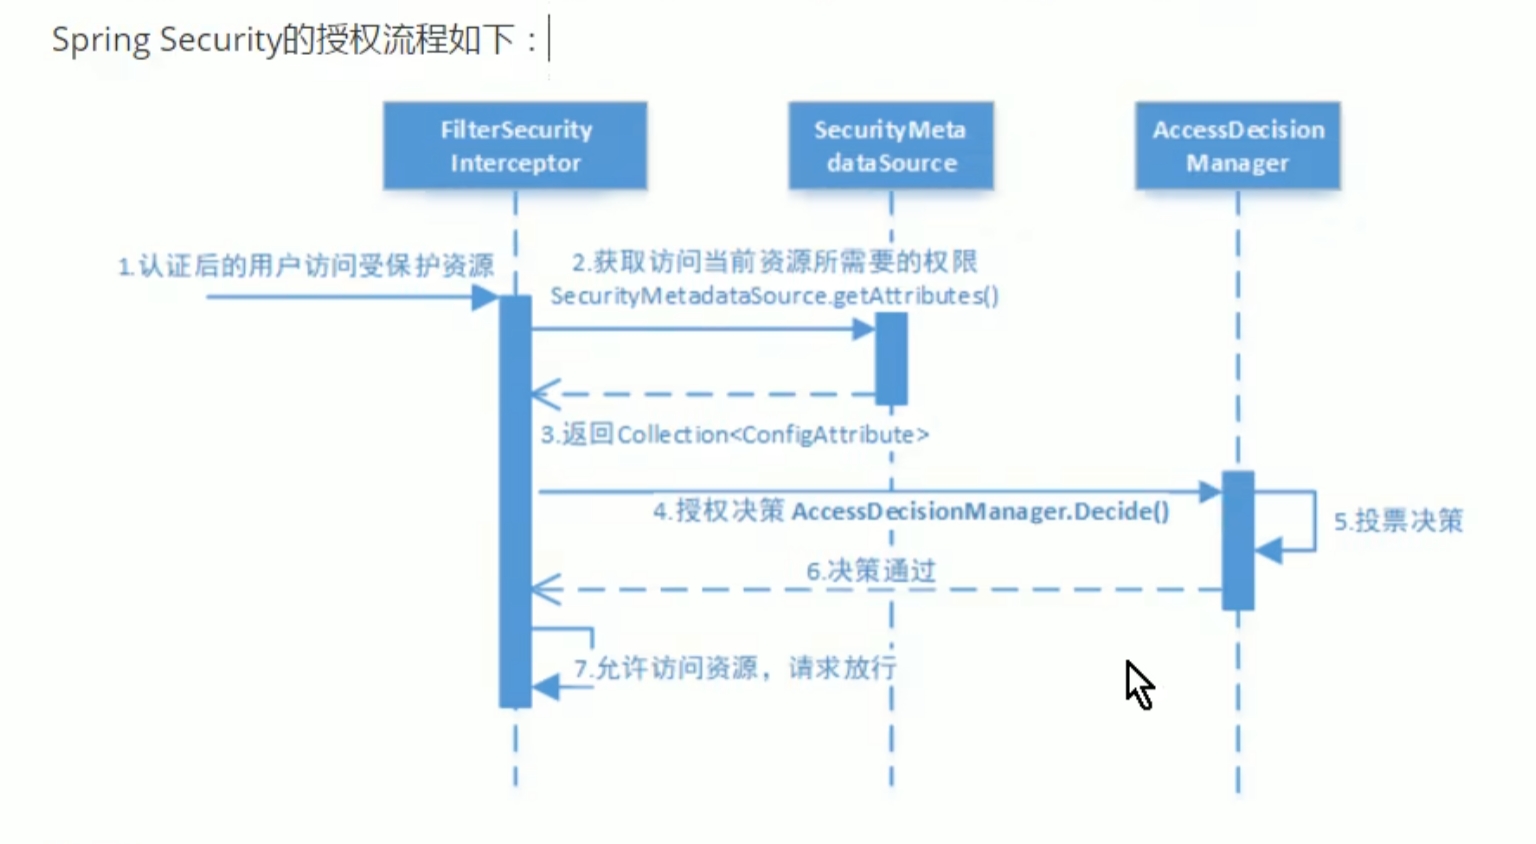 Spring Security的授权流程如下：
FilterSecurity
Interceptor
SecurityMeta
dataSource
AccessDecision
Manager
1.认证后的用户访问受保护资源
2.获取访问当前资源所需要的权限
SecurityMetadataSource.getAttributes()
3.返回Collection<ConfigAttribute>
4.授权决策 AccessDecisionManager.Decide()
5.投票决策
6.决策通过
7.允许访问资源，请求放行